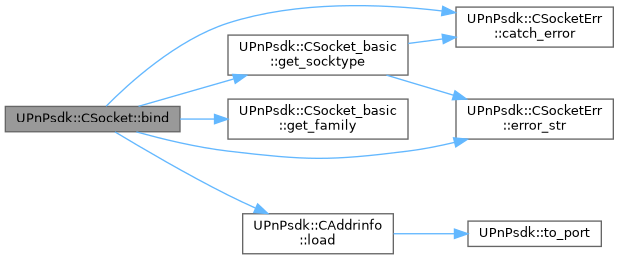 UPnPsdk::CSocket::bind
UPnPsdk::CSocket_basic
::get_socktype
UPnPsdk::CSocket_basic
::get_family
UPnPsdk::CAddrinfo
::load
UPnPsdk::CSocketErr
::catch_error
UPnPsdk::CSocketErr
::error_str
UPnPsdk::to_port